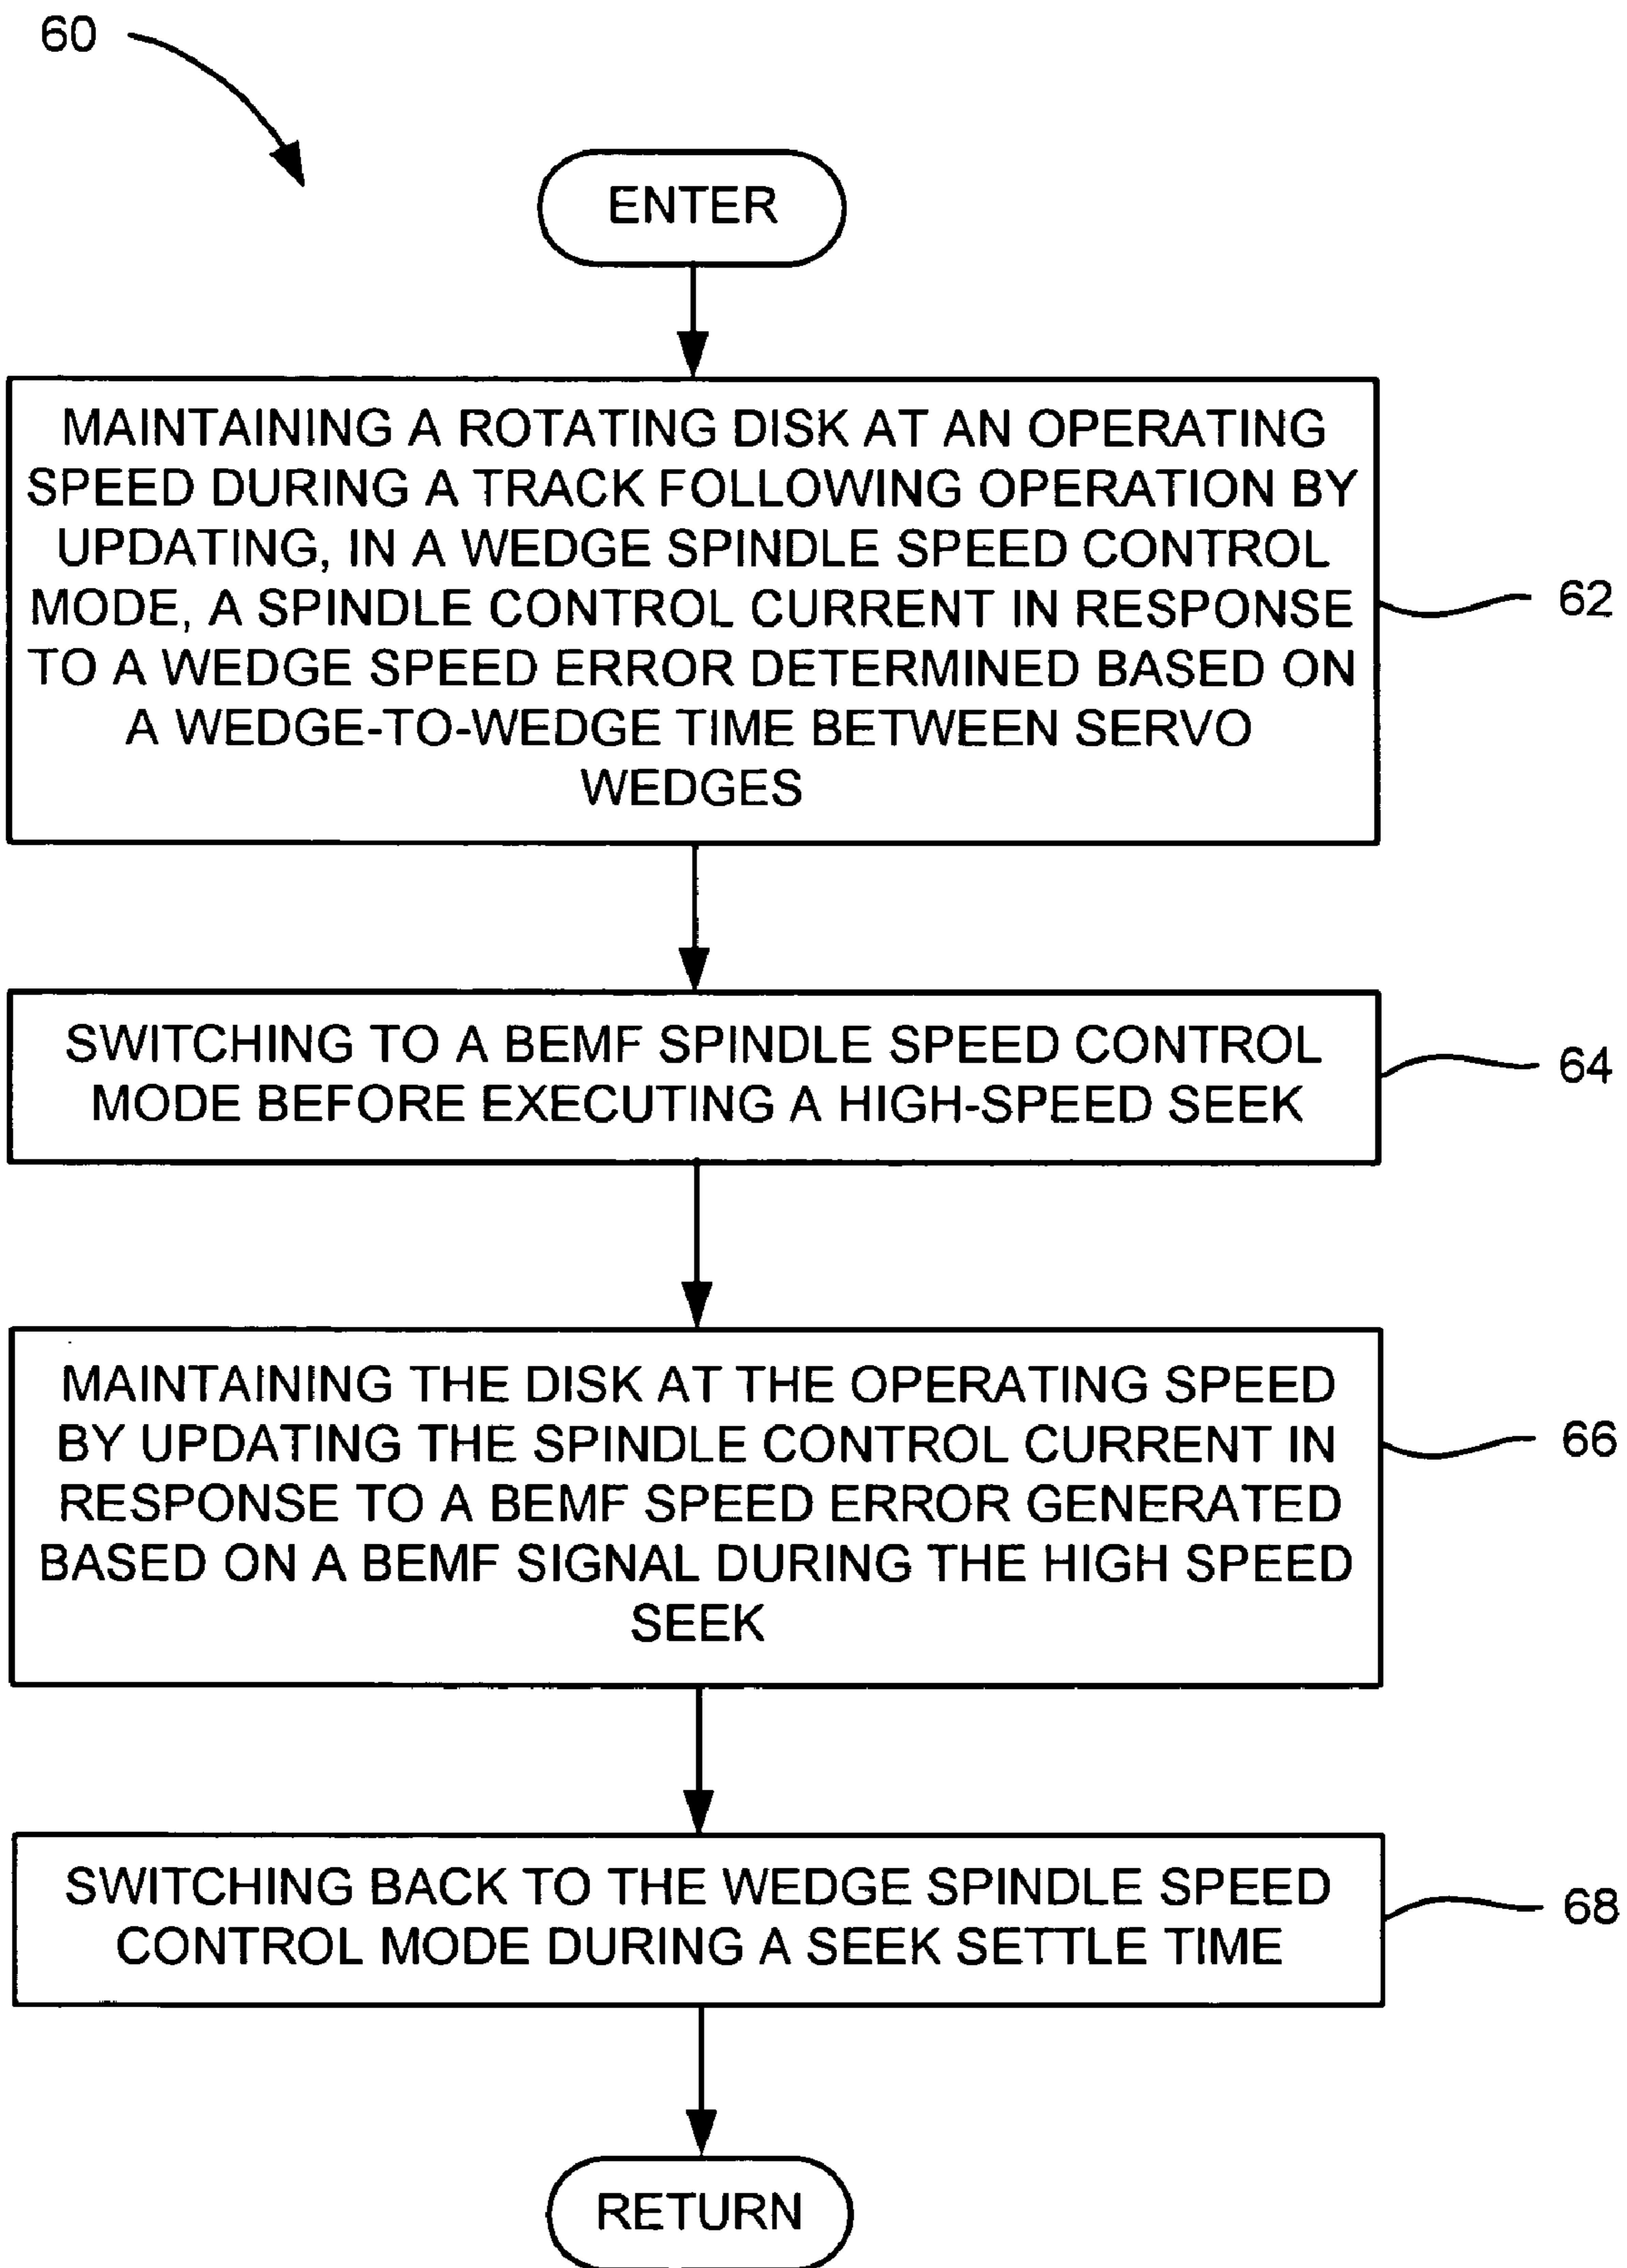 60
ENTER
MAINTAINING A ROTATING DISK AT AN OPERATING
SPEED DURING A TRACK FOLLOWING OPERATION BY
UPDATING, IN A WEDGE SPINDLE SPEED CONTROL
MODE, A SPINDLE CONTROL CURRENT IN RESPONSE
TO A WEDGE SPEED ERROR DETERMINED BASED ON
A WEDGE-TO-WEDGE TIME BETWEEN SERVO
WEDGES
62
SWITCHING TO A BEMF SPINDLE SPEED CONTROL
MODE BEFORE EXECUTING A HIGH-SPEED SEEK
64
MAINTAINING THE DISK AT THE OPERATING SPEED
BY UPDATING THE SPINDLE CONTROL CURRENT IN
RESPONSE TO A BEMF SPEED ERROR GENERATED
BASED ON A BEMF SIGNAL DURING THE HIGH SPEED
SEEK
66
SWITCHING BACK TO THE WEDGE SPINDLE SPEED
CONTROL MODE DURING A SEEK SETTLE TIME
68
RETURN